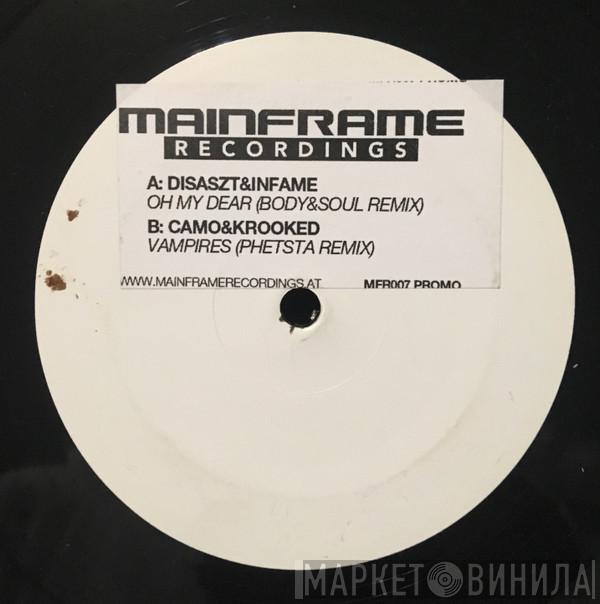 MAINFRAME
RECORDINGS
A: DISASZT&INFAME
OH MY DEAR (BODY&SOUL REMIX)
B: CAMO&KROOKED
VAMPIRES (PHETSTA REMIX)
WWW.MAINFRAMERECORDINGS.AT
MFR007 PROMO
МАРКЕТ ВИНИЛА